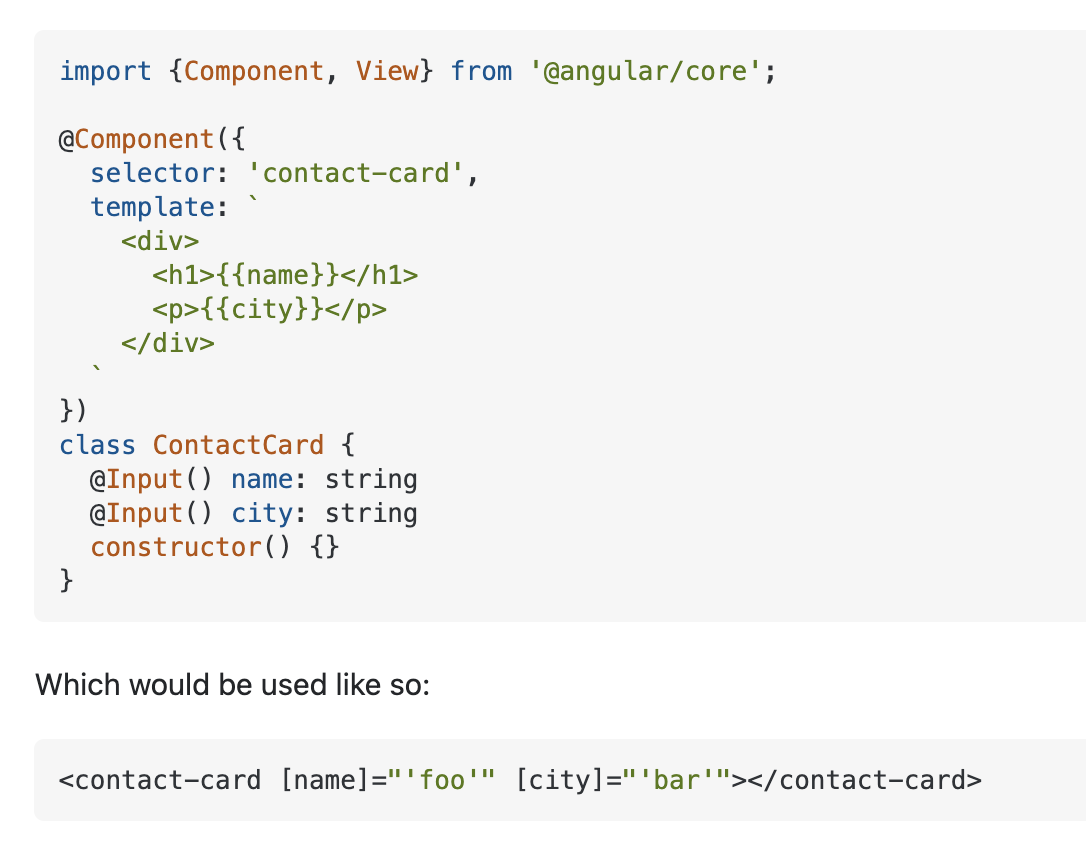 import {Component, View} from '@angular/core';

@Component({
  selector: 'contact-card',
  template: `
    <div>
      <h1>{{name}}</h1>
      <p>{{city}}</p>
    </div>
  `
})
class ContactCard {
  @Input() name: string
  @Input() city: string
  constructor() {}
}
Which would be used like so:
<contact-card [name]="'foo'" [city]="'bar'"></contact-card>